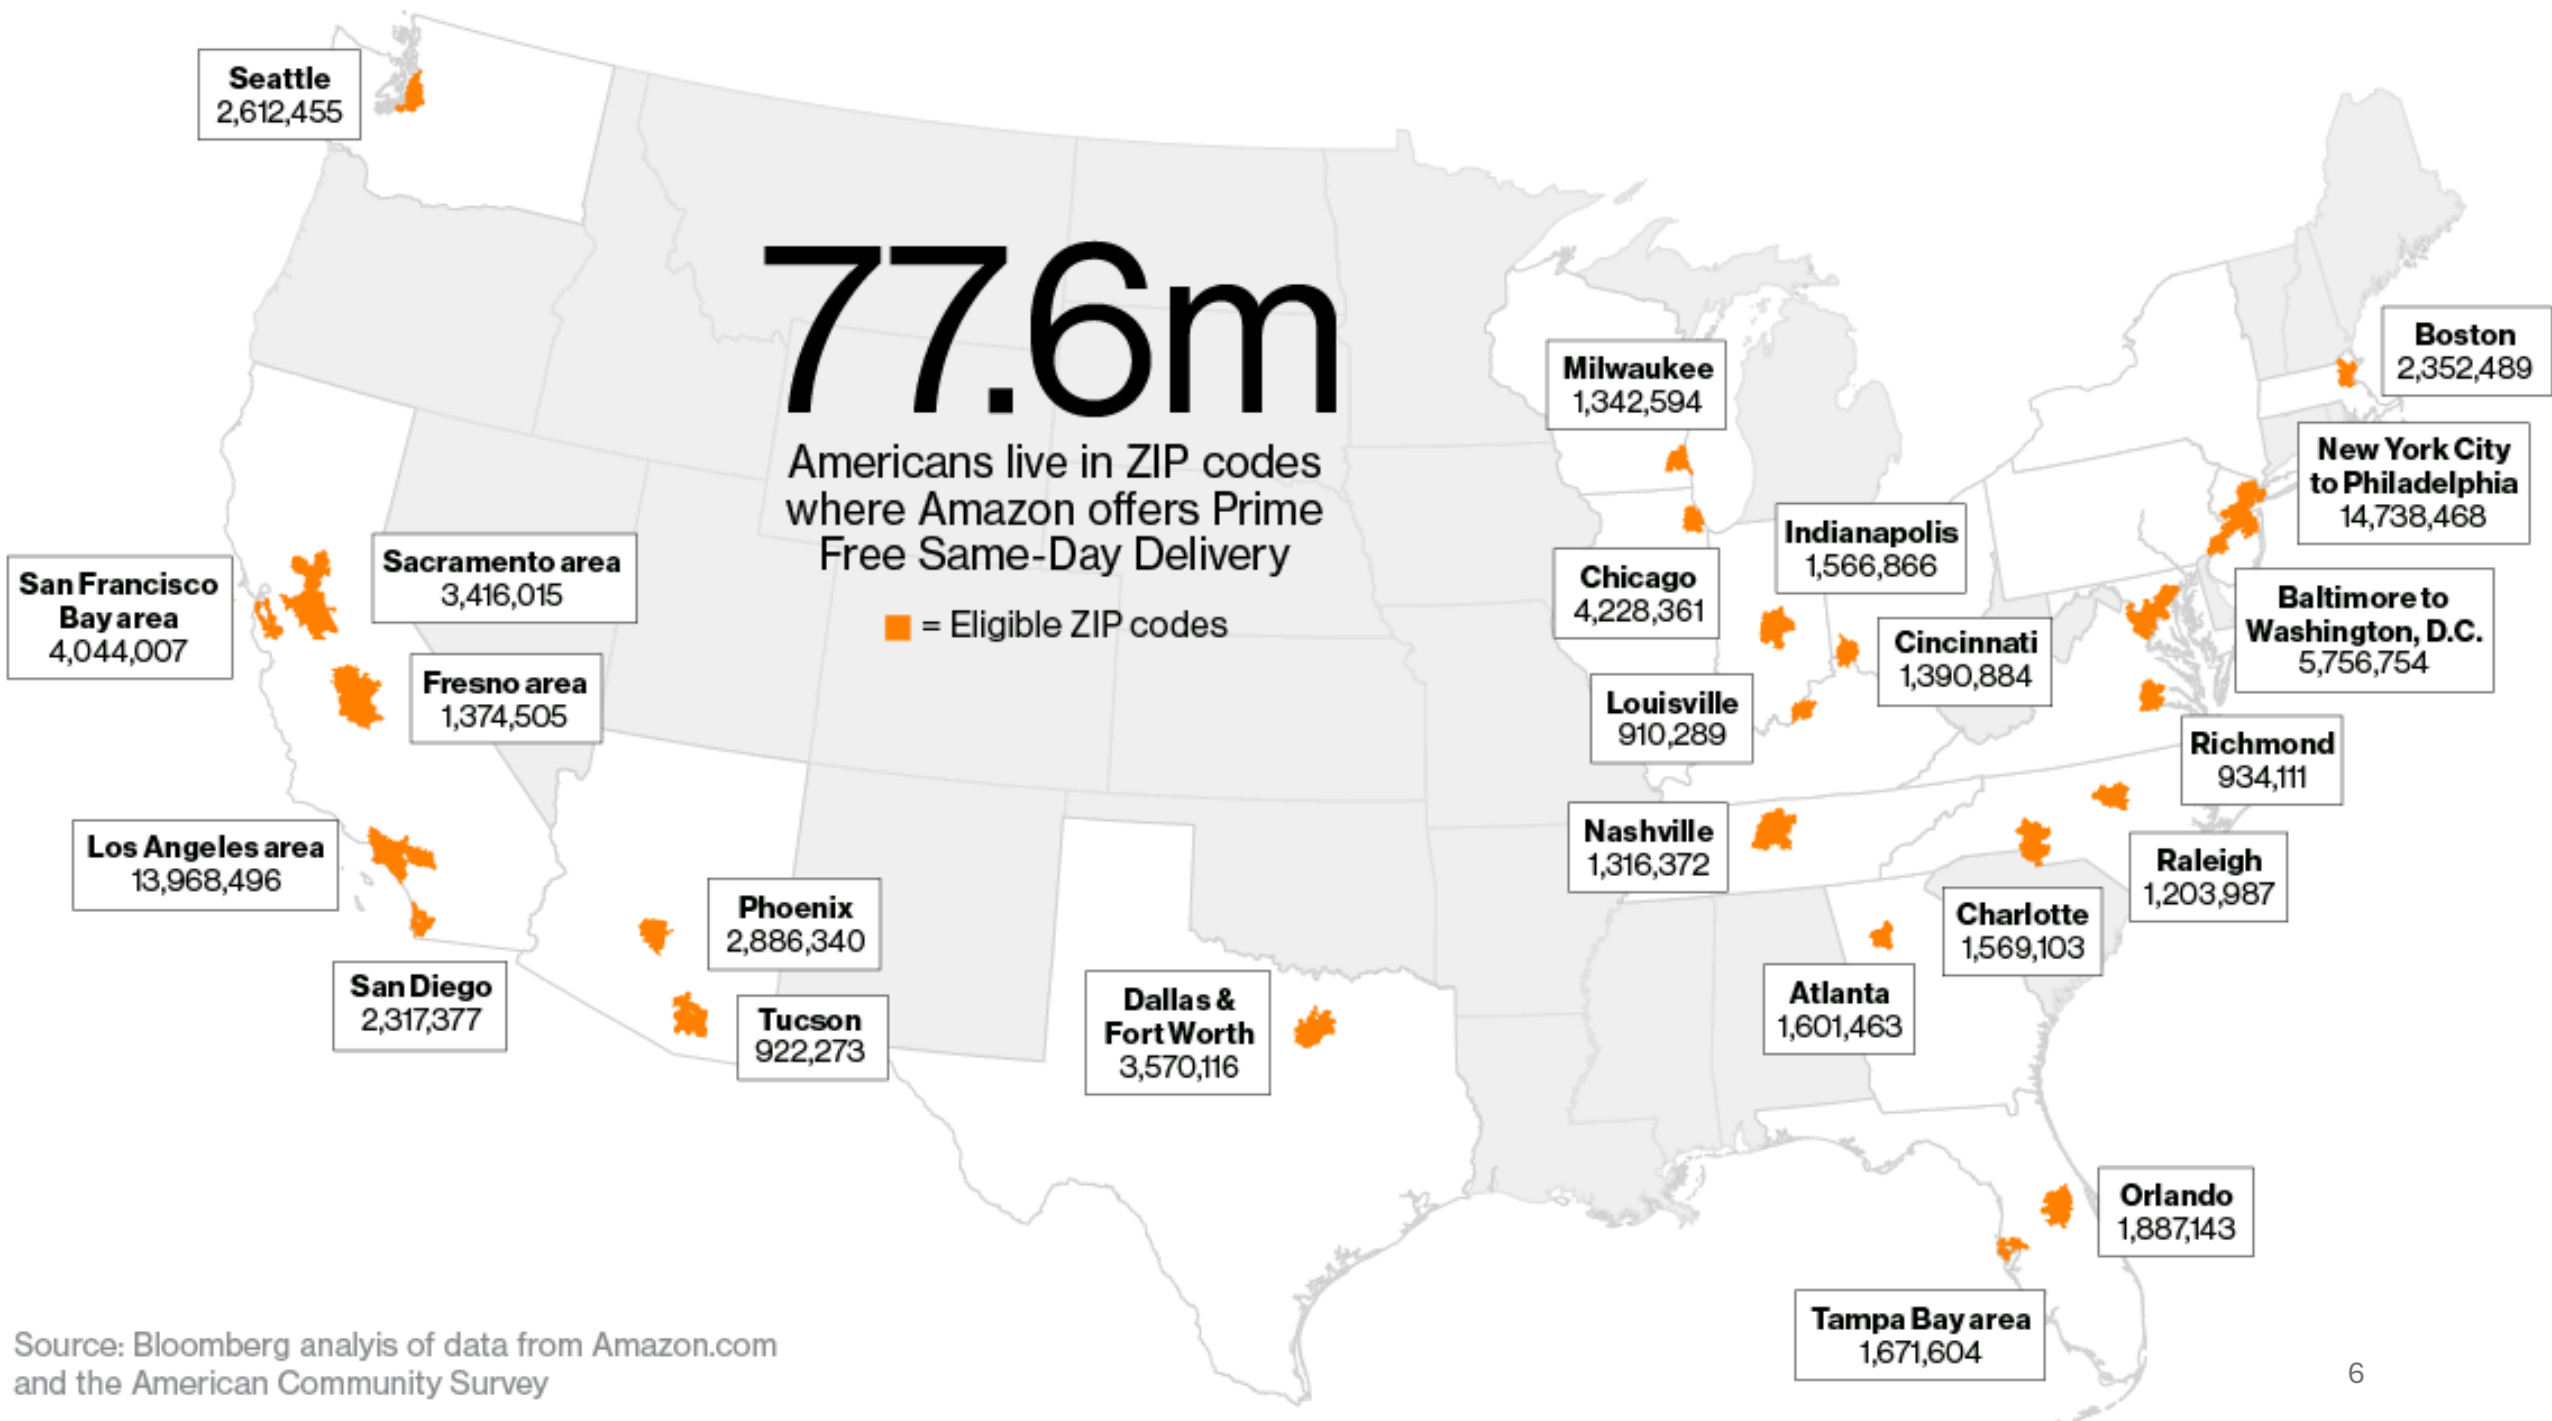 Seattle
2,612,455
77.6m
Americans live in ZIP codes
where Amazon offers Prime
Free Same-Day Delivery
= Eligible ZIP codes
Boston
2,352,489
Milwaukee
1,342,594
New York City
to Philadelphia
14,738,468
Indianapolis
1,566,866
Sacramento area
3,416,015
San Francisco
Bay area
4,044,007
Chicago
4,228,361
Baltimore to
Washington, D.C.
5,756,754
Cincinnati
1,390,884
Fresno area
1,374,505
Louisville
910,289
Richmond
934,111
Nashville
1,316,372
Los Angeles area
13,968,496
Raleigh
1,203,987
Phoenix
2,886,340
Charlotte
1,569,103
San Diego
2,317,377
Tucson
922,273
Dallas &
Fort Worth
3,570,116
Atlanta
1,601,463
Orlando
1,887,143
Tampa Bay area
1,671,604
Source: Bloomberg analyis of data from Amazon.com
and the American Community Survey
6